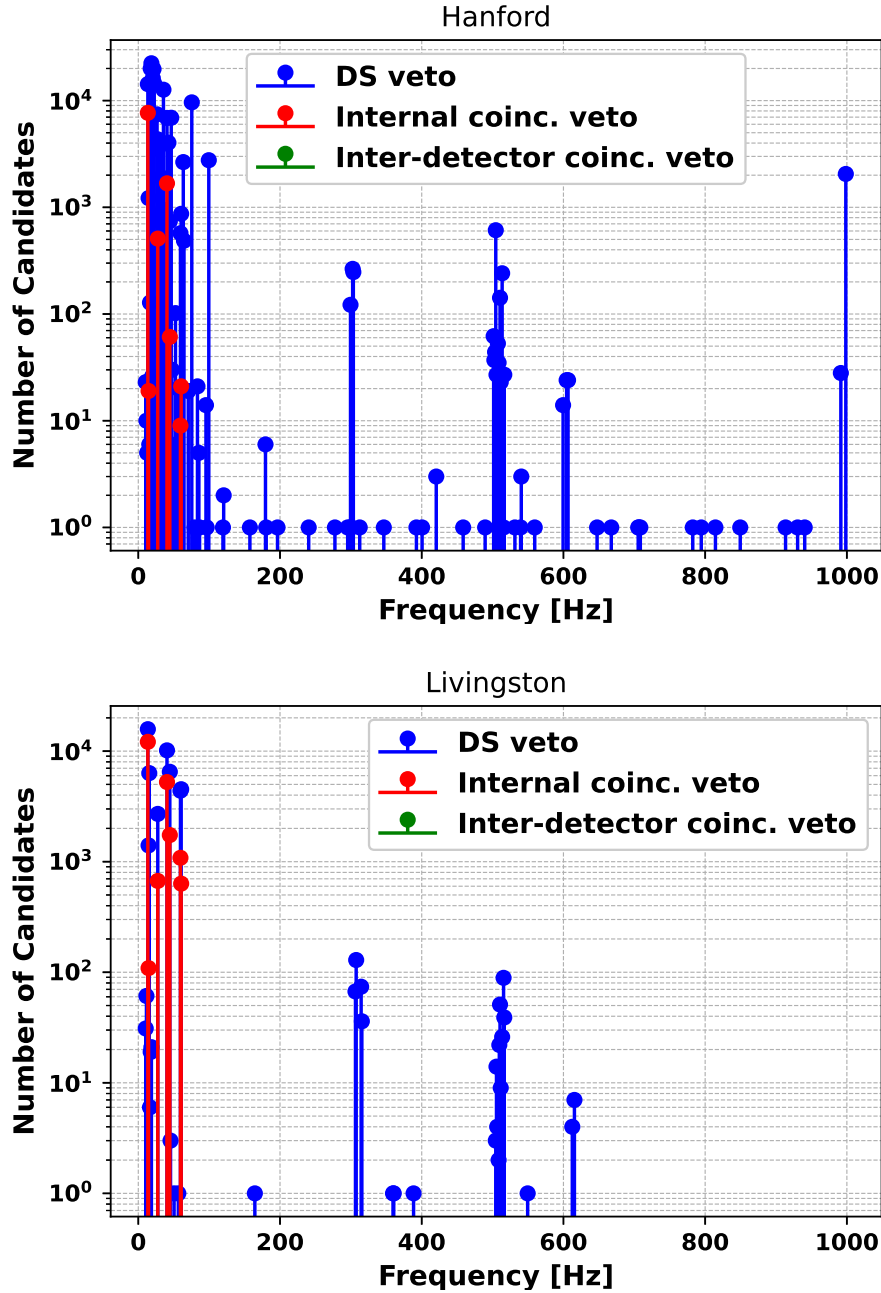 Hanford
DS veto
Internal coinc. veto
Inter-detector coinc. veto
Number of Candidates
10⁴
10³
10²
10¹
10⁰
0 200 400 600 800 1000
Frequency [Hz]
Livingston
DS veto
Internal coinc. veto
Inter-detector coinc. veto
Number of Candidates
10⁴
10³
10²
10¹
10⁰
0 200 400 600 800 1000
Frequency [Hz]